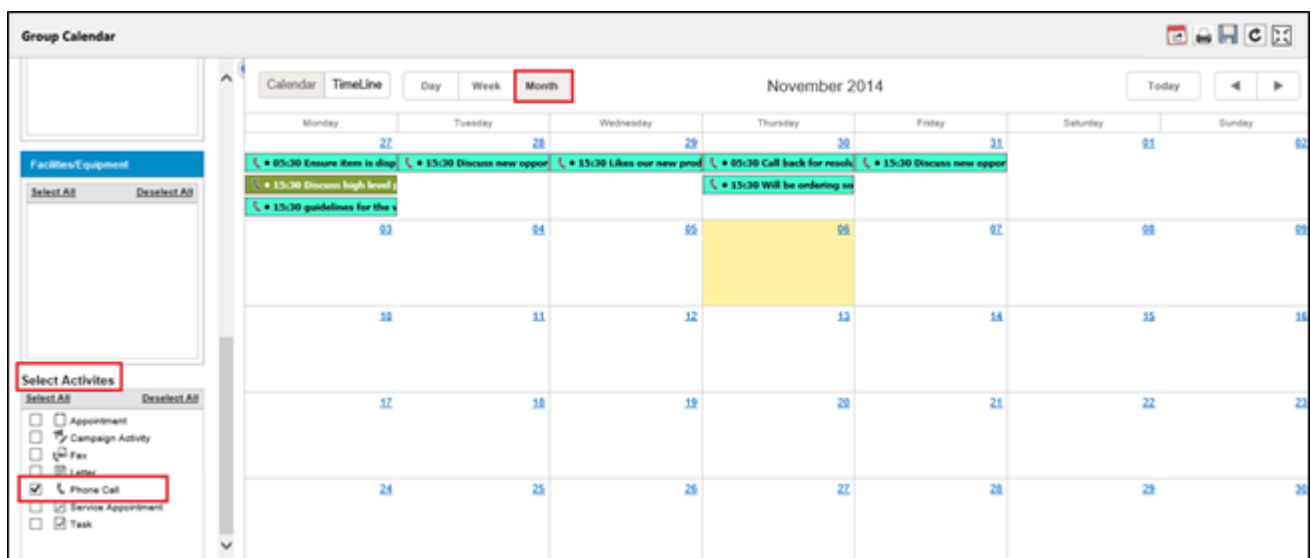 Group Calendar
Calendar TimeLine Day Week Month November 2014 Today
Monday Tuesday Wednesday Thursday Friday Saturday Sunday
27 28 29 30 31 01 02
05:30 Ensure item is disp 15:30 Discuss new oppor 15:30 Likes our new prod 05:30 Call back for resolu 15:30 Discuss new oppor
15:30 Discuss high level 15:30 Will be ordering so
15:30 guidelines for the
03 04 05 06 07 08 09
10 11 12 13 14 15 16
17 18 19 20 21 22 23
24 25 26 27 28 29 30
Facilities/Equipment
Select All Deselect All
Select Activites
Select All Deselect All
Appointment
Campaign Activity
Fax
Letter
Phone Call
Service Appointment
Task